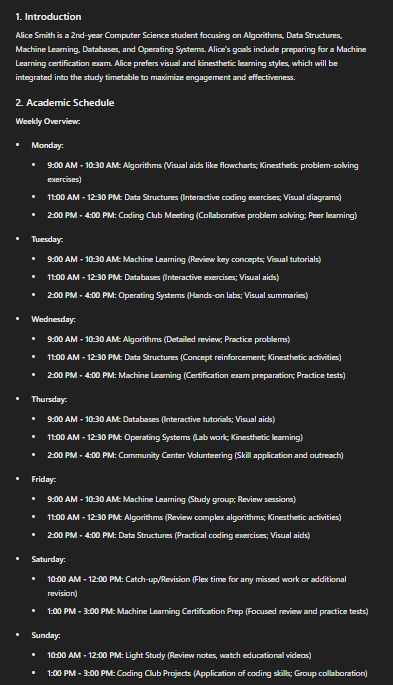 1. Introduction
Alice Smith is a 2nd-year Computer Science student focusing on Algorithms, Data Structures,
Machine Learning, Databases, and Operating Systems. Alice's goals include preparing for a Machine
Learning certification exam. Alice prefers visual and kinesthetic learning styles, which will be
integrated into the study timetable to maximize engagement and effectiveness.
2. Academic Schedule
Weekly Overview:
• Monday:
• 9:00 AM - 10:30 AM: Algorithms (Visual aids like flowcharts; Kinesthetic problem-solving
exercises)
• 11:00 AM - 12:30 PM: Data Structures (Interactive coding exercises; Visual diagrams)
• 2:00 PM - 4:00 PM: Coding Club Meeting (Collaborative problem solving; Peer learning)
• Tuesday:
• 9:00 AM - 10:30 AM: Machine Learning (Review key concepts; Visual tutorials)
• 11:00 AM - 12:30 PM: Databases (Interactive exercises; Visual aids)
• 2:00 PM - 4:00 PM: Operating Systems (Hands-on labs; Visual summaries)
• Wednesday:
• 9:00 AM - 10:30 AM: Algorithms (Detailed review; Practice problems)
• 11:00 AM - 12:30 PM: Data Structures (Concept reinforcement; Kinesthetic activities)
• 2:00 PM - 4:00 PM: Machine Learning (Certification exam preparation; Practice tests)
• Thursday:
• 9:00 AM - 10:30 AM: Databases (Interactive tutorials; Visual aids)
• 11:00 AM - 12:30 PM: Operating Systems (Lab work; Kinesthetic learning)
• 2:00 PM - 4:00 PM: Community Center Volunteering (Skill application and outreach)
• Friday:
• 9:00 AM - 10:30 AM: Machine Learning (Study group; Review sessions)
• 11:00 AM - 12:30 PM: Algorithms (Review complex algorithms; Kinesthetic activities)
• 2:00 PM - 4:00 PM: Data Structures (Practical coding exercises; Visual aids)
• Saturday:
• 10:00 AM - 12:00 PM: Catch-up/Revision (Flex time for any missed work or additional
revision)
• 1:00 PM - 3:00 PM: Machine Learning Certification Prep (Focused review and practice tests)
• Sunday:
• 10:00 AM - 12:00 PM: Light Study (Review notes, watch educational videos)
• 1:00 PM - 3:00 PM: Coding Club Projects (Application of coding skills; Group collaboration)